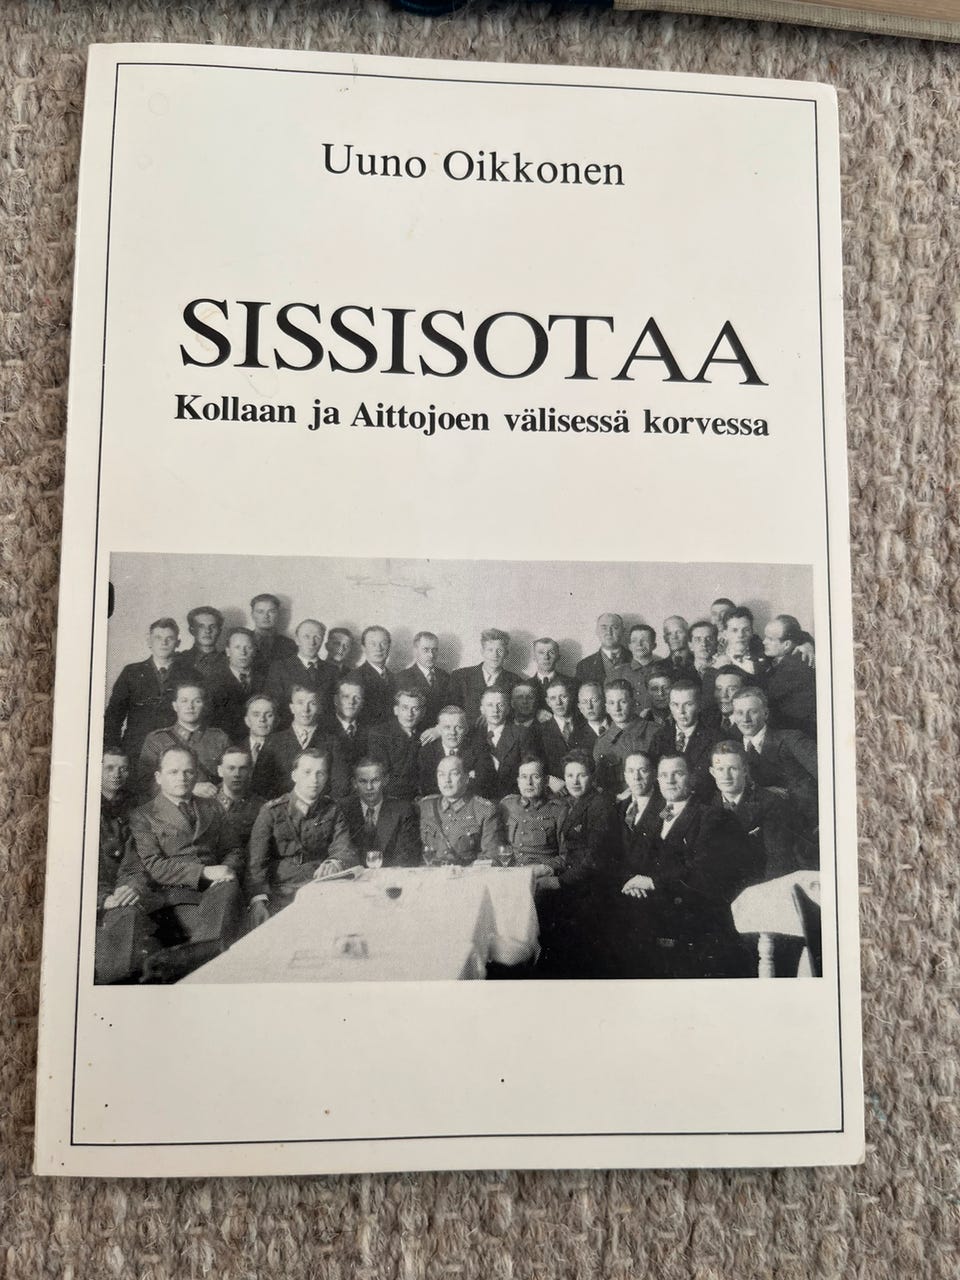 Uuno Oikkonen
SISSISOTAA
Kollaan ja Aittojoen välisessä korvessa